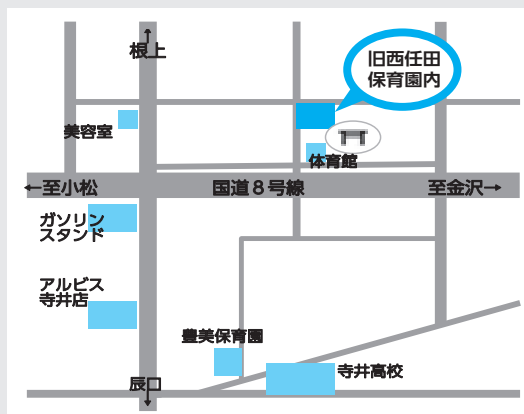 ↑
根上
旧西任田
保育園内
美容室
体育館
←至小松
国道8号線
至金沢→
ガソリン
スタンド
アルビス
寺井店
豊美保育園
寺井高校
辰口
↓